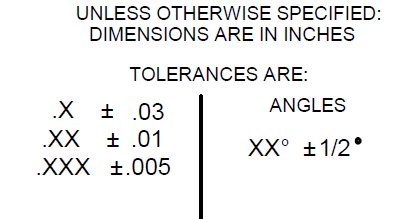 UNLESS OTHERWISE SPECIFIED:
DIMENSIONS ARE IN INCHES
TOLERANCES ARE:
.X ± .03
.XX ± .01
.XXX ±.005
ANGLES
XX° ±1/2°